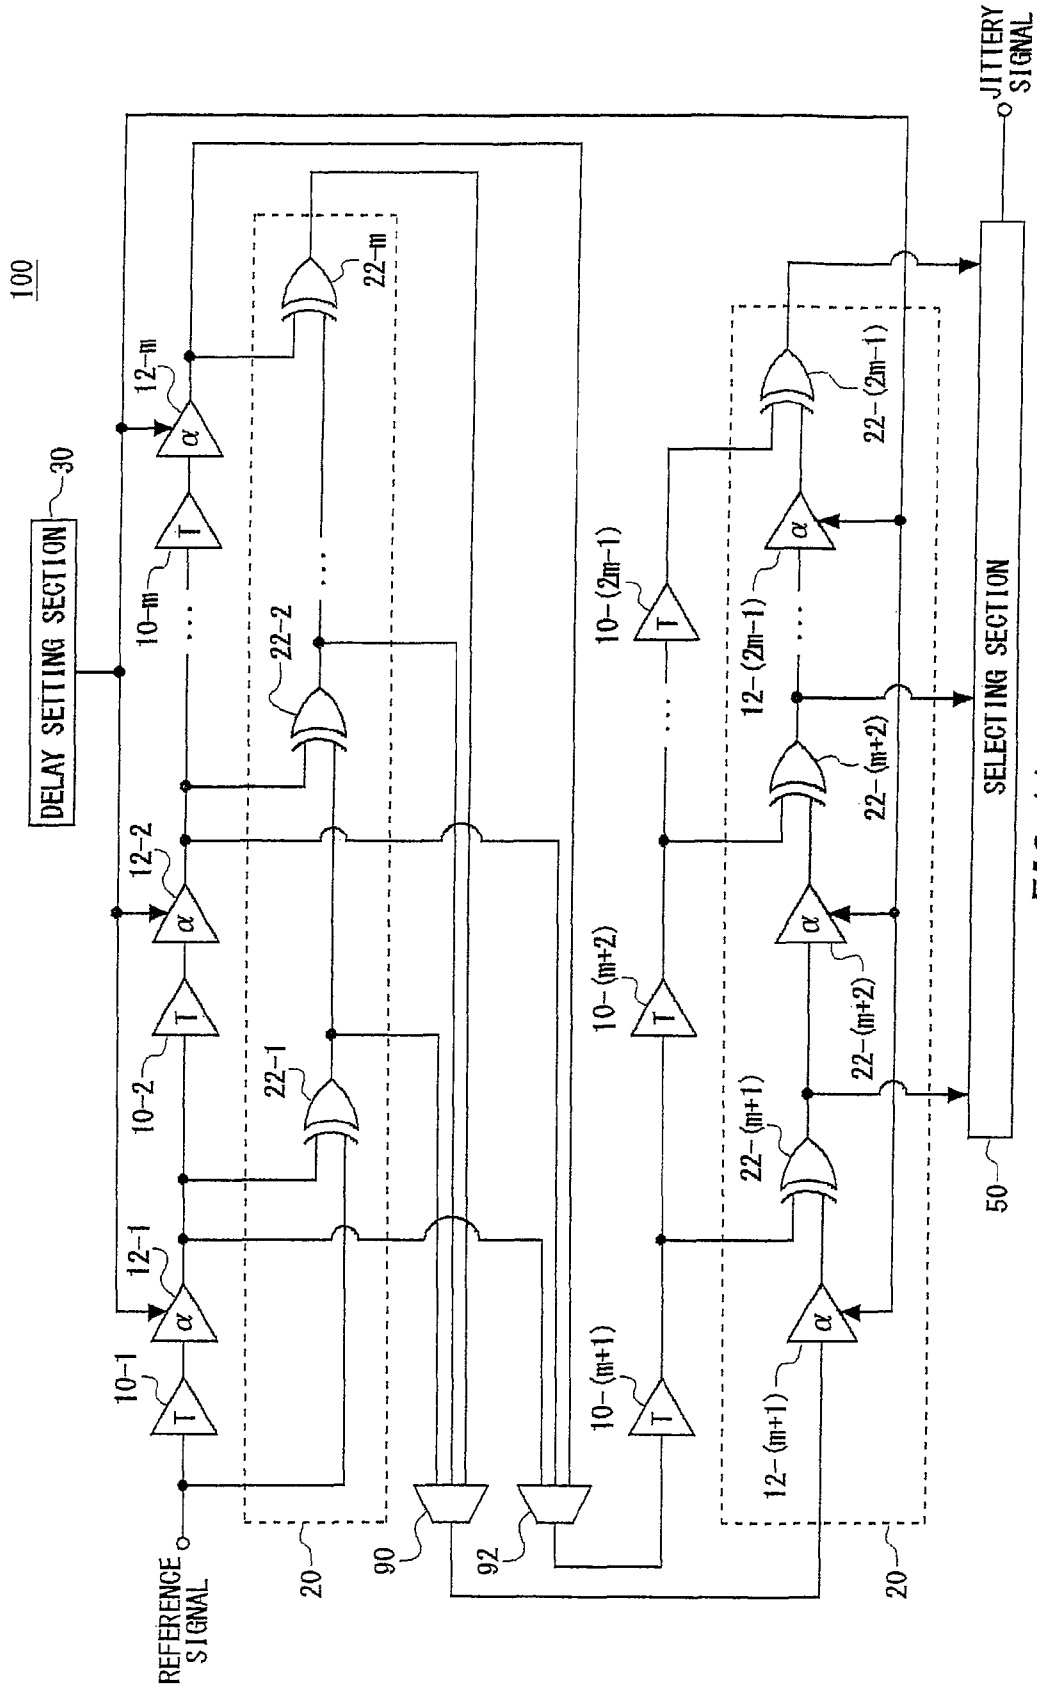 100
DELAY SETTING SECTION
30
REFERENCE
SIGNAL
10-1
T
12-1
α
10-2
T
12-2
α
10-m
T
12-m
α
...
22-1
22-2
...
22-m
20
90
92
10-(m+1)
T
10-(m+2)
T
...
10-(2m-1)
T
12-(m+1)
α
22-(m+1)
22-(m+2)
α
22-(m+2)
...
12-(2m-1)
α
22-(2m-1)
20
50
SELECTING SECTION
JITTERY
SIGNAL